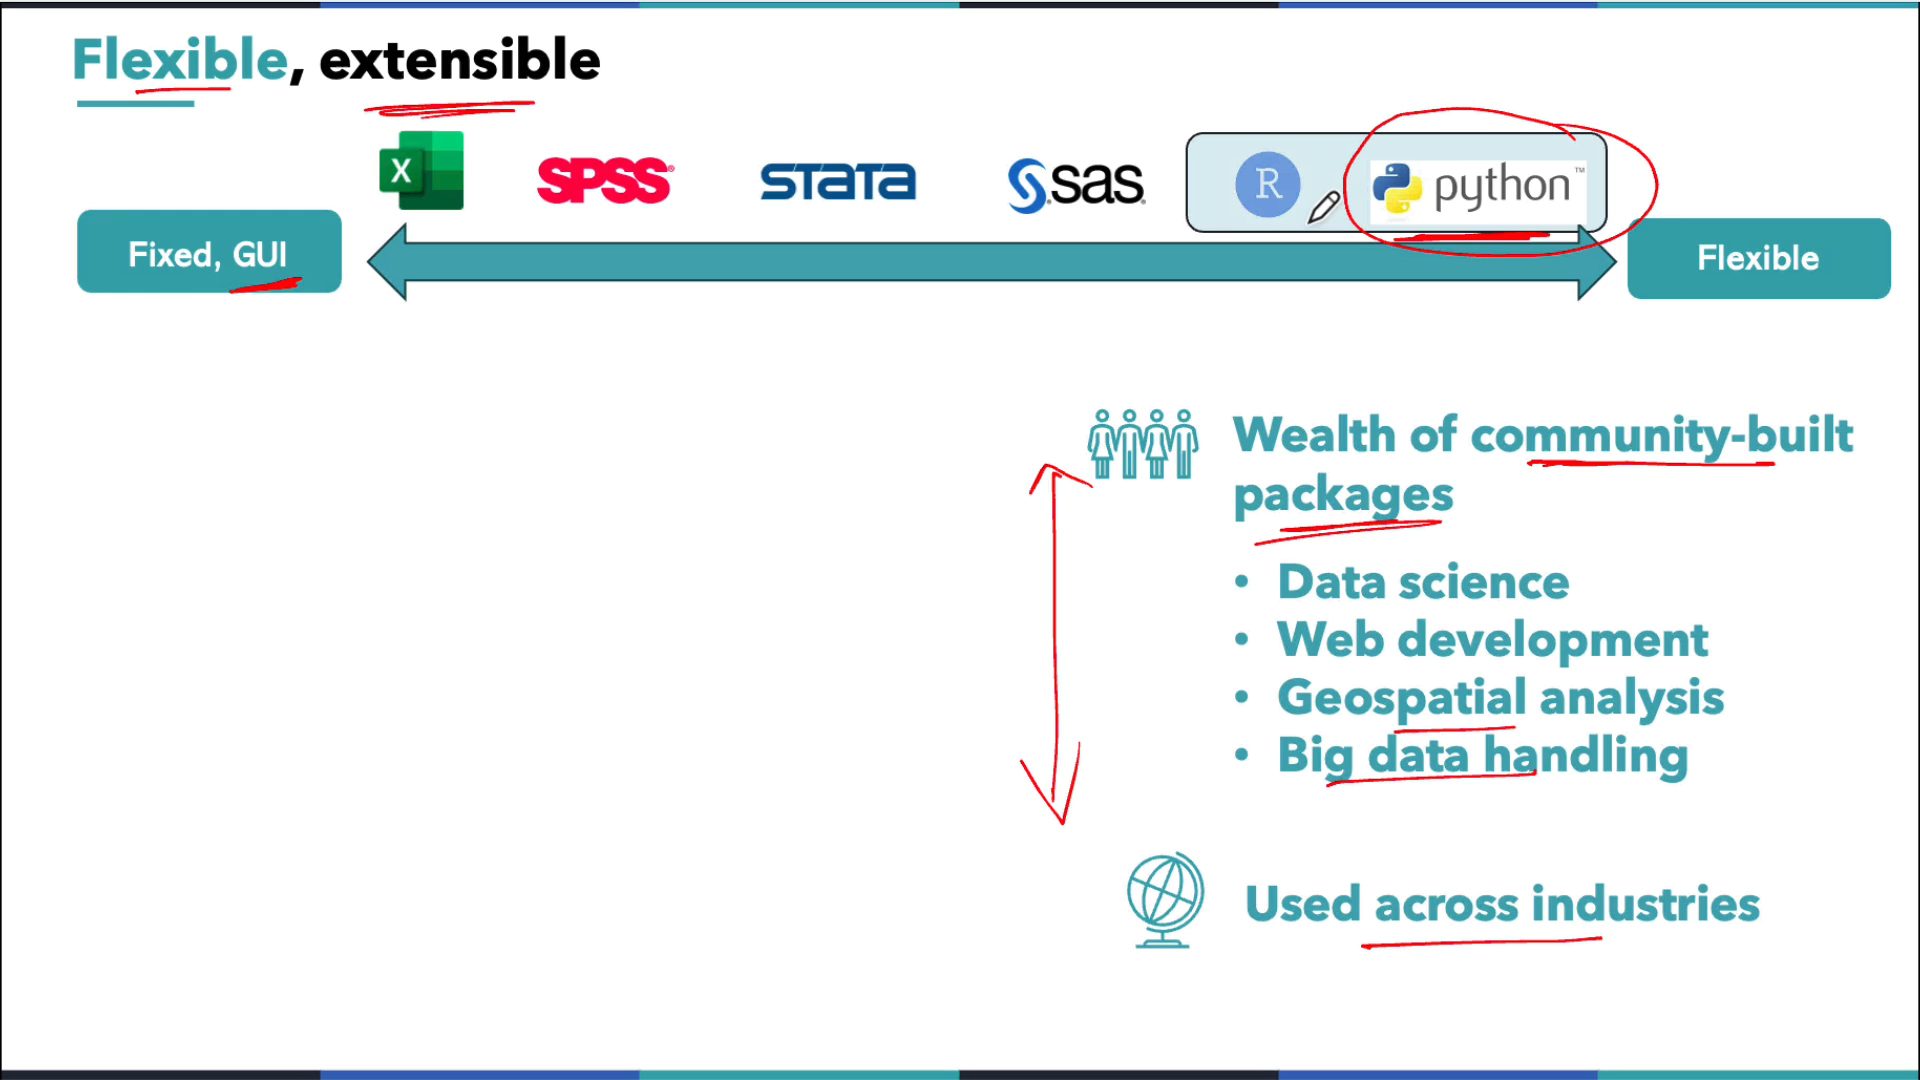 Flexible, extensible
X
SPSS®
STATA
sas.
R
python™
Fixed, GUI
Flexible
Wealth of community-built
packages
• Data science
• Web development
• Geospatial analysis
• Big data handling
Used across industries